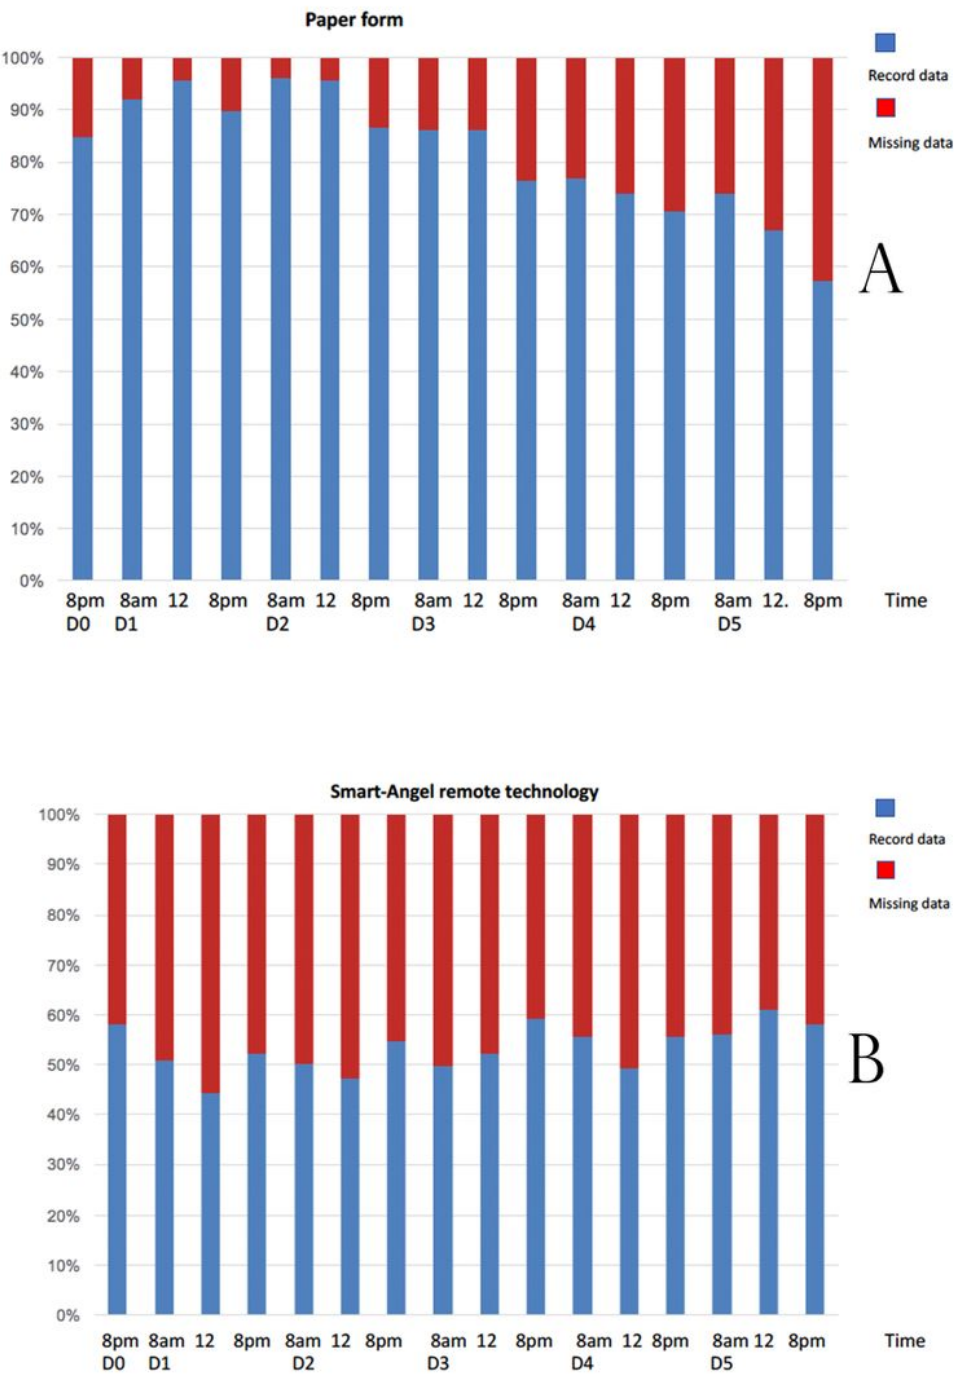 Paper form
100%
90%
80%
70%
60%
50%
40%
30%
20%
10%
0%
8pm 8am 12 8pm 8am 12 8pm 8am 12 8pm 8am 12 8pm 8am 12. 8pm Time
D0 D1 D2 D3 D4 D5
Record data
Missing data
A
Smart-Angel remote technology
100%
90%
80%
70%
60%
50%
40%
30%
20%
10%
0%
8pm 8am 12 8pm 8am 12 8pm 8am 12 8pm 8am 12 8pm 8am 12 8pm Time
D0 D1 D2 D3 D4 D5
Record data
Missing data
B